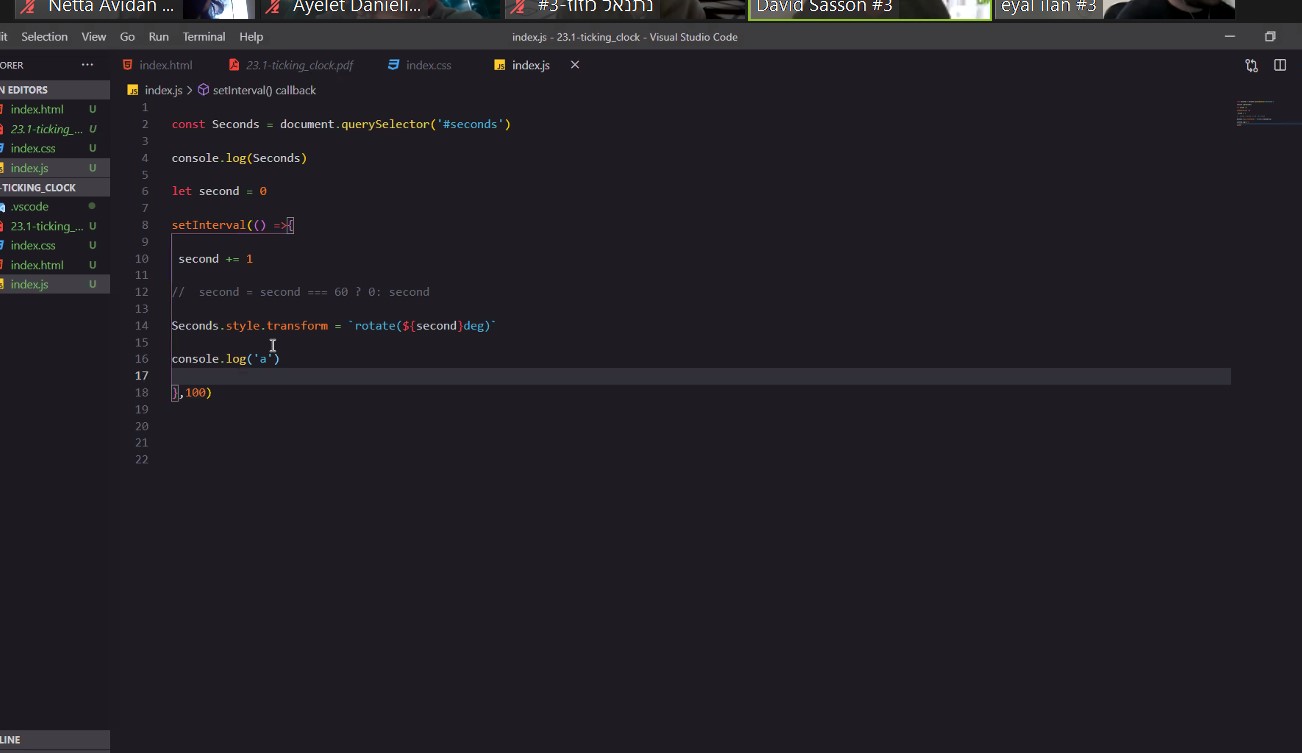 Netta Avidan ...
Ayelet Danieli...
#3-נתנאל מזוז
David Sasson #3
eyal ilan #3
it Selection View Go Run Terminal Help
index.js - 23.1-ticking_clock - Visual Studio Code
ORER ...
index.html
23.1-ticking_clock.pdf
index.css
JS index.js
JS index.js > setInterval() callback
N EDITORS
index.html U
23.1-ticking_... U
index.css U
index.js U
-TICKING_CLOCK
.vscode
23.1-ticking_... U
index.css U
index.html U
index.js U
LINE
1
2 const Seconds = document.querySelector('#seconds')
3
4 console.log(Seconds)
5
6 let second = 0
7
8 setInterval(() =>{
9
10 second += 1
11
12 // second = second === 60 ? 0: second
13
14 Seconds.style.transform = `rotate(${second}deg)`
15
16 console.log('a')
17
18 },100)
19
20
21
22